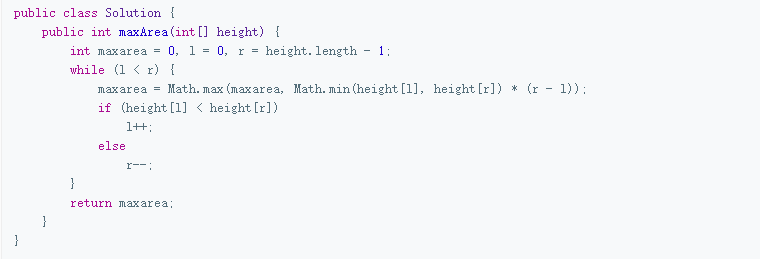 public class Solution {
    public int maxArea(int[] height) {
        int maxarea = 0, l = 0, r = height.length - 1;
        while (l < r) {
            maxarea = Math.max(maxarea, Math.min(height[l], height[r]) * (r - l));
            if (height[l] < height[r])
                l++;
            else
                r--;
        }
        return maxarea;
    }
}